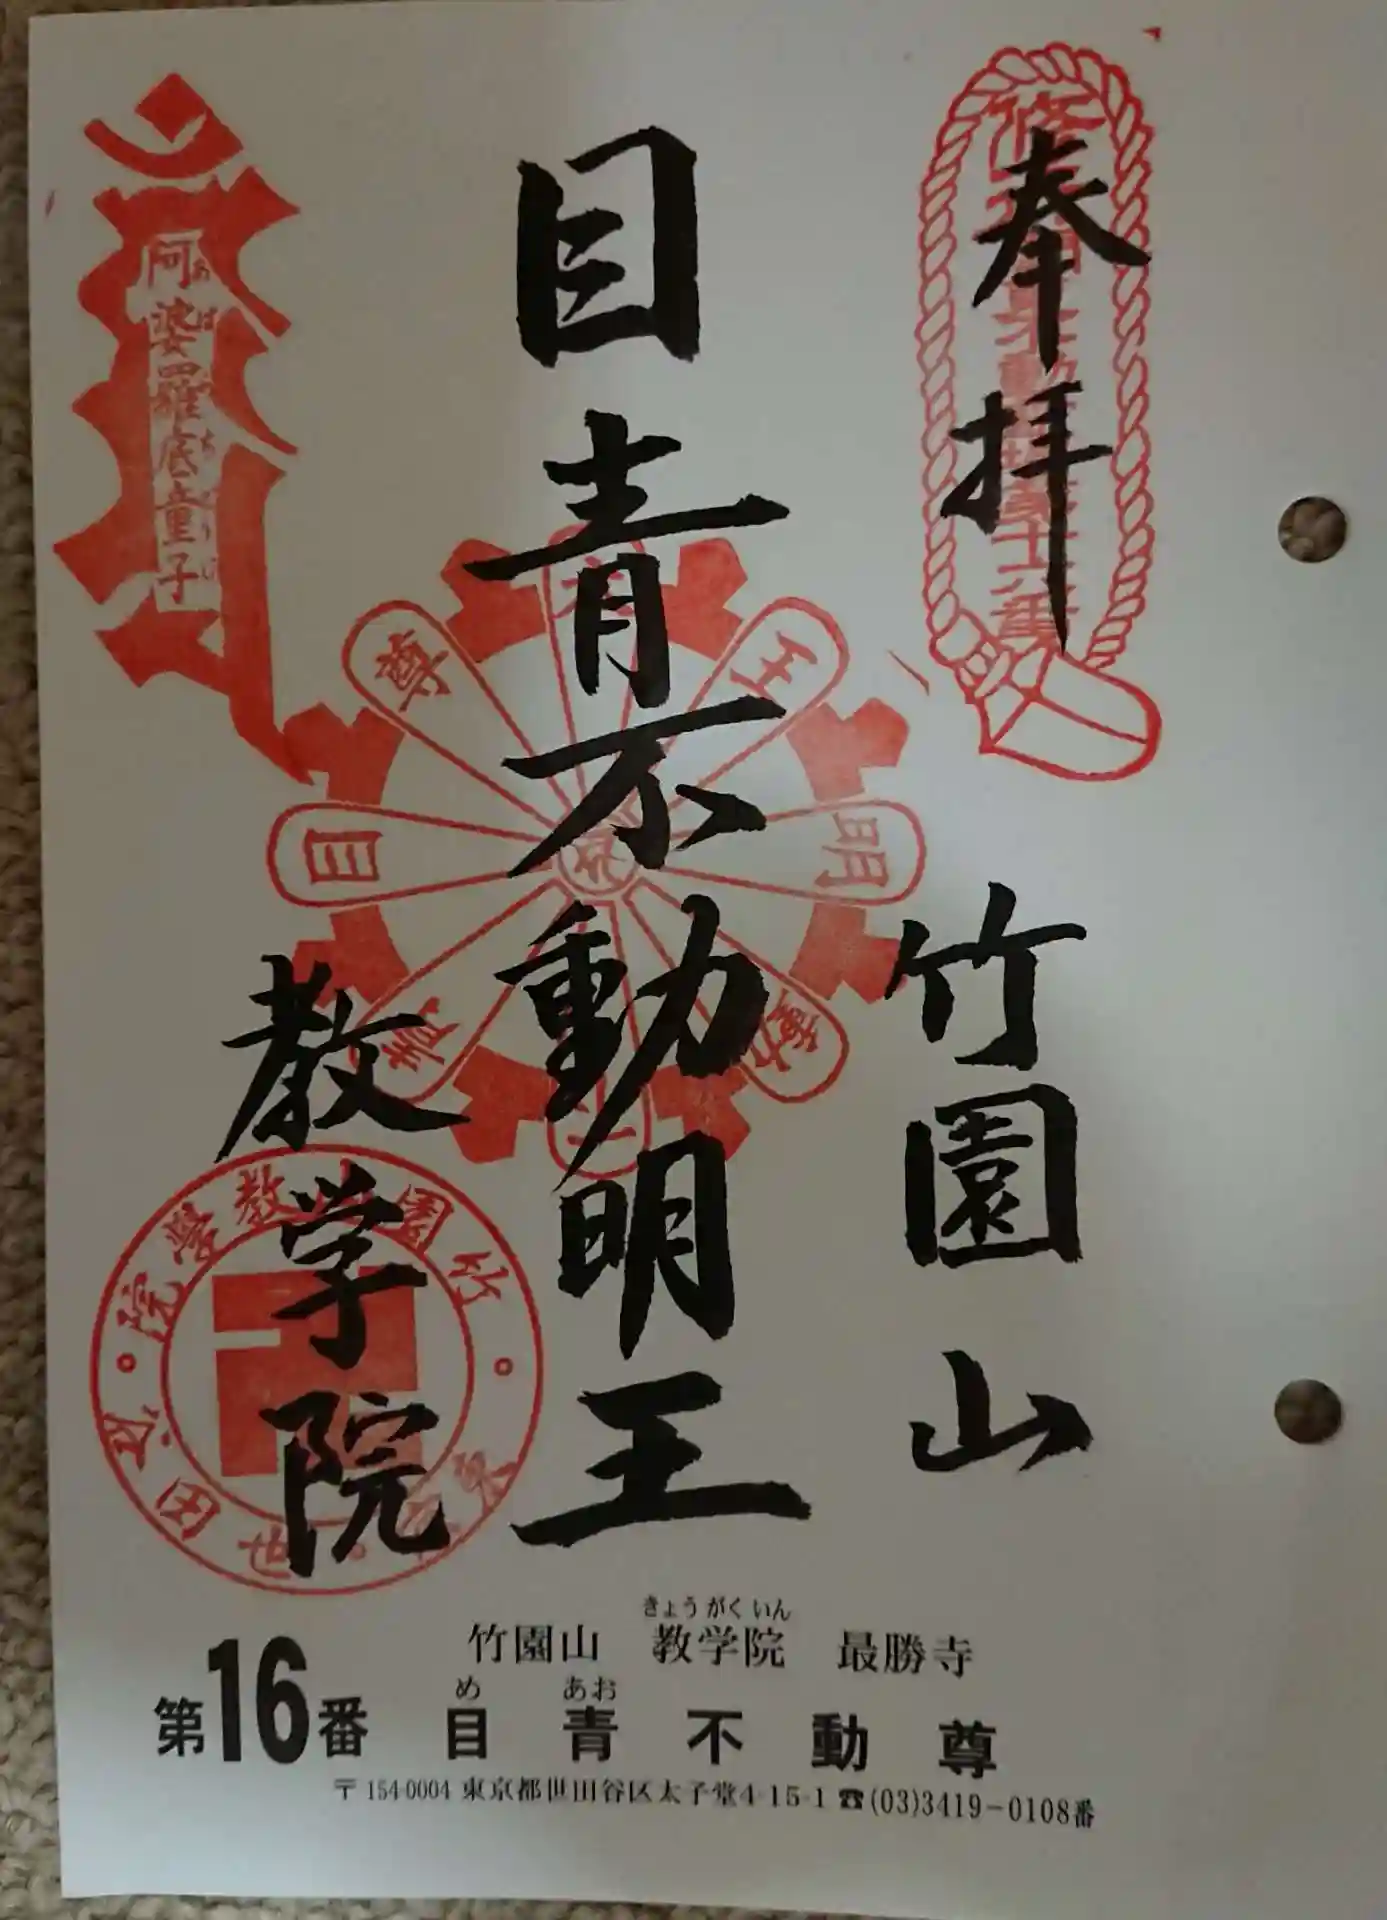 奉拝
竹園山
目青不動明王
教学院
阿婆羅底童子
きょうがくいん
竹園山 教学院 最勝寺
め あお
第16番 目青不動尊
〒154-0004 東京都世田谷区太子堂4-15-1 ☎(03)3419-0108番